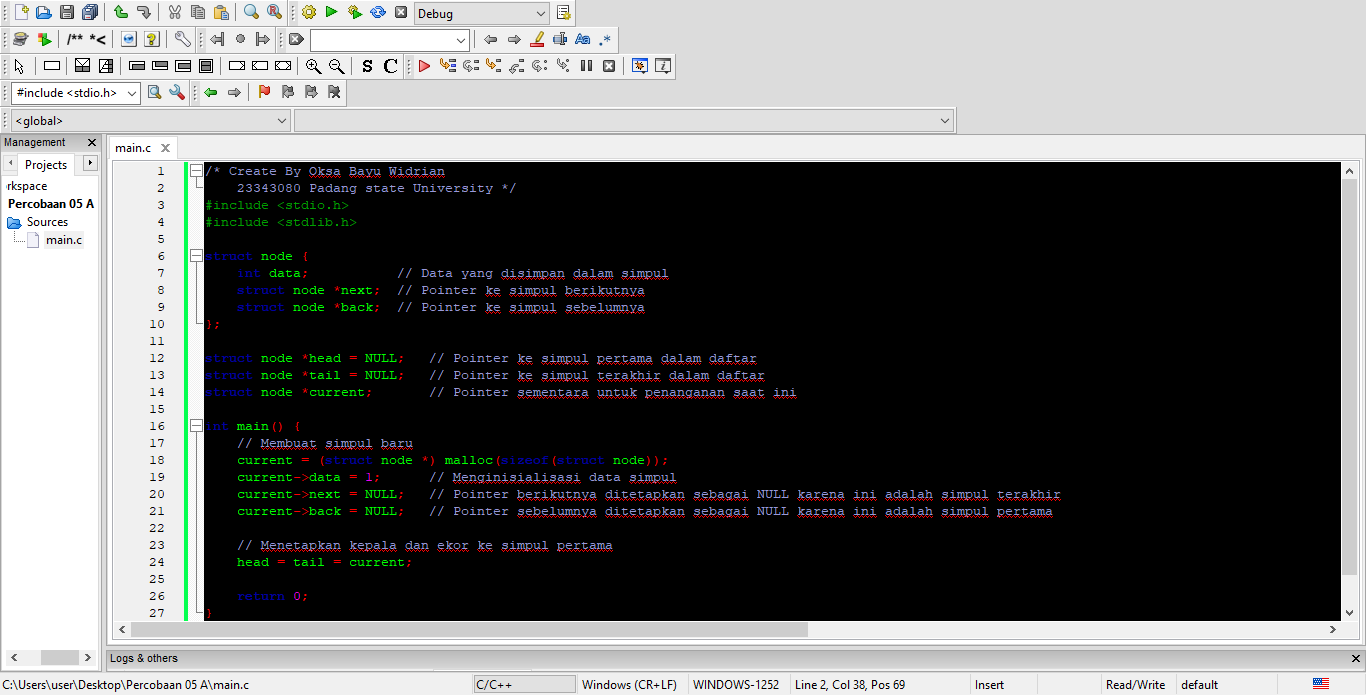 Debug
/** *<
S C
#include <stdio.h>
<global>
Management
Projects
rkspace
Percobaan 05 A
Sources
main.c
main.c
1 /* Create By Oksa Bayu Widrian
2 23343080 Padang state University */
3 #include <stdio.h>
4 #include <stdlib.h>
5
6 struct node {
7 int data; // Data yang disimpan dalam simpul
8 struct node *next; // Pointer ke simpul berikutnya
9 struct node *back; // Pointer ke simpul sebelumnya
10 };
11
12 struct node *head = NULL; // Pointer ke simpul pertama dalam daftar
13 struct node *tail = NULL; // Pointer ke simpul terakhir dalam daftar
14 struct node *current; // Pointer sementara untuk penanganan saat ini
15
16 int main() {
17 // Membuat simpul baru
18 current = (struct node *) malloc(sizeof(struct node));
19 current->data = 1; // Menginisialisasi data simpul
20 current->next = NULL; // Pointer berikutnya ditetapkan sebagai NULL karena ini adalah simpul terakhir
21 current->back = NULL; // Pointer sebelumnya ditetapkan sebagai NULL karena ini adalah simpul pertama
22
23 // Menetapkan kepala dan ekor ke simpul pertama
24 head = tail = current;
25
26 return 0;
27 }
Logs & others
C:\Users\user\Desktop\Percobaan 05 A\main.c C/C++ Windows (CR+LF) WINDOWS-1252 Line 2, Col 38, Pos 69 Insert Read/Write default